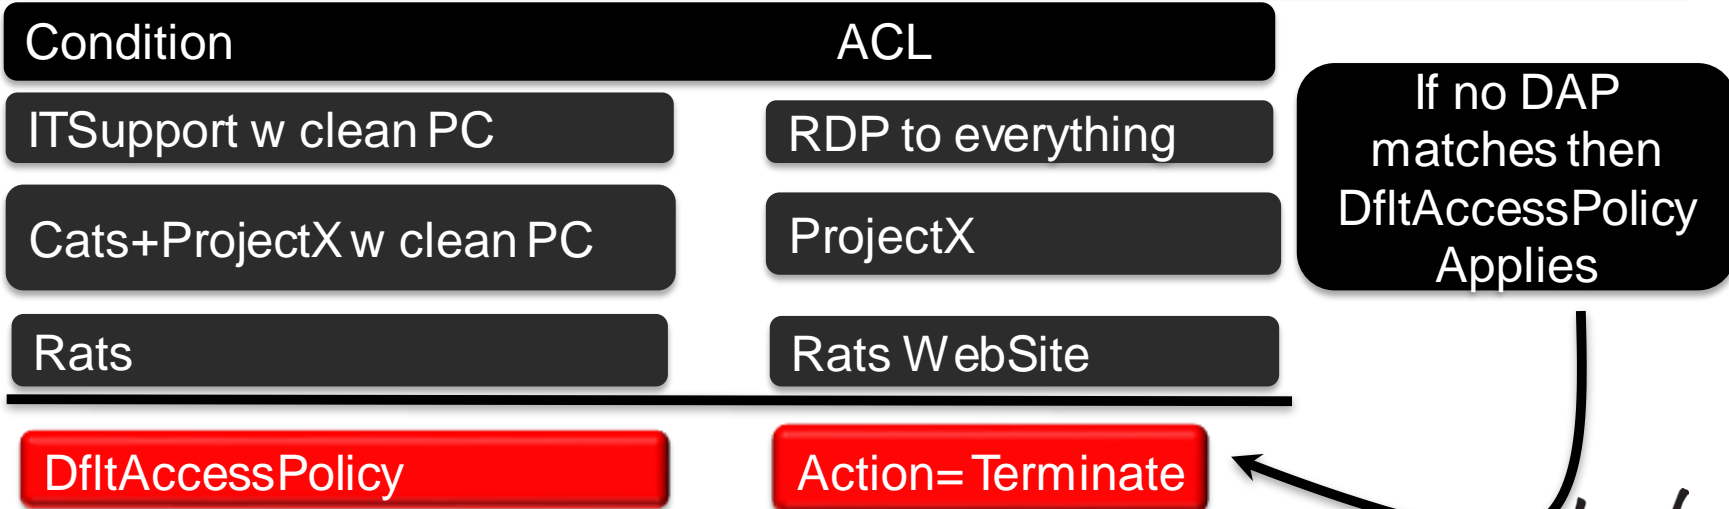 Condition ACL
ITSupport w clean PC RDP to everything
Cats+ProjectX w clean PC ProjectX
Rats Rats WebSite
DfltAccessPolicy Action=Terminate
If no DAP
matches then
DfltAccessPolicy
Applies